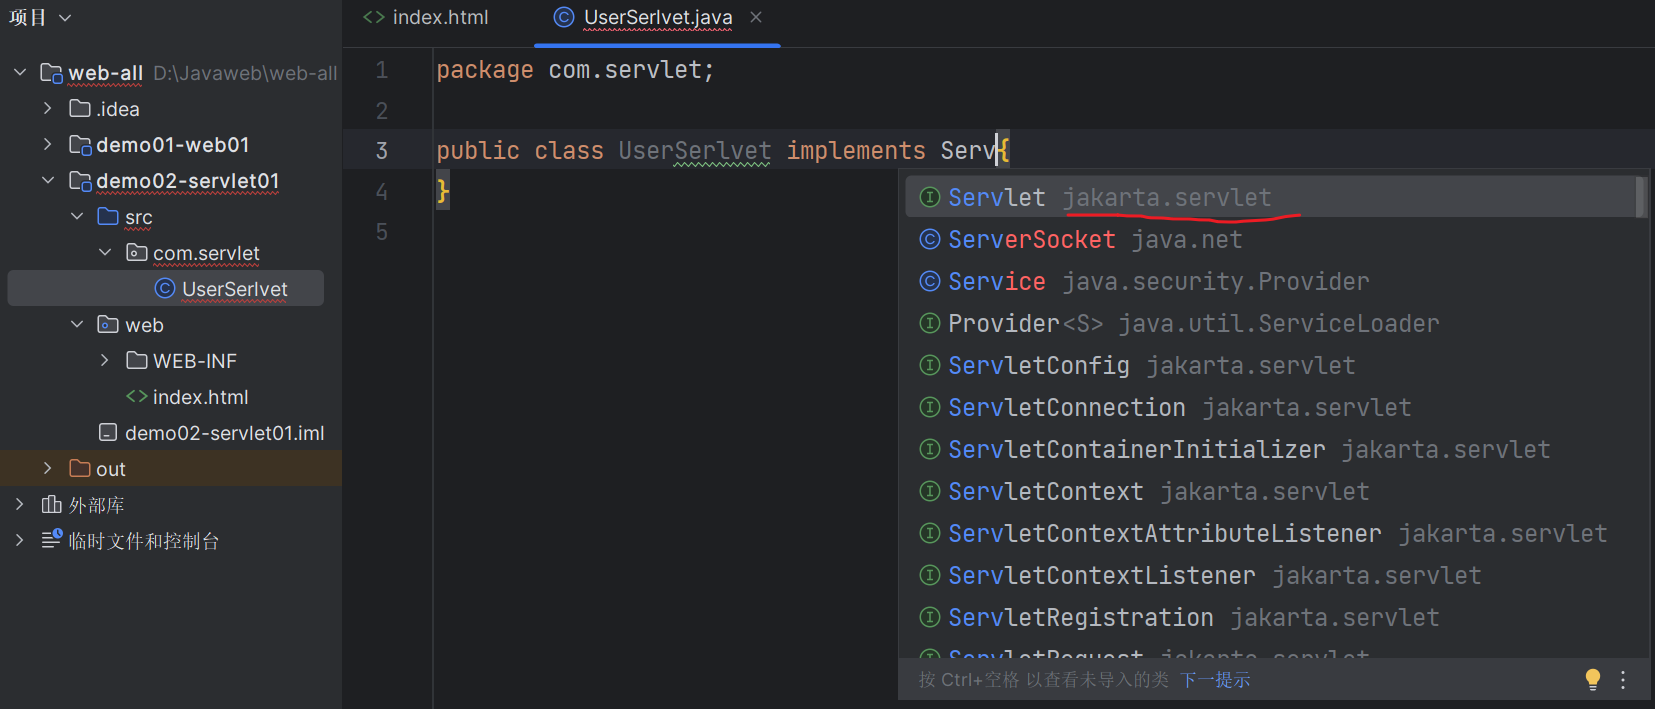 项目
web-all D:\Javaweb\web-all
.idea
demo01-web01
demo02-servlet01
src
com.servlet
UserSerlvet
web
WEB-INF
index.html
demo02-servlet01.iml
out
外部库
临时文件和控制台
index.html
UserSerlvet.java
1 package com.servlet;
2
3 public class UserSerlvet implements Serv{
4 }
5
Servlet jakarta.servlet
ServerSocket java.net
Service java.security.Provider
Provider<S> java.util.ServiceLoader
ServletConfig jakarta.servlet
ServletConnection jakarta.servlet
ServletContainerInitializer jakarta.servlet
ServletContext jakarta.servlet
ServletContextAttributeListener jakarta.servlet
ServletContextListener jakarta.servlet
ServletRegistration jakarta.servlet
ServletRequest jakarta.servlet
按 Ctrl+空格 以查看未导入的类 下一提示